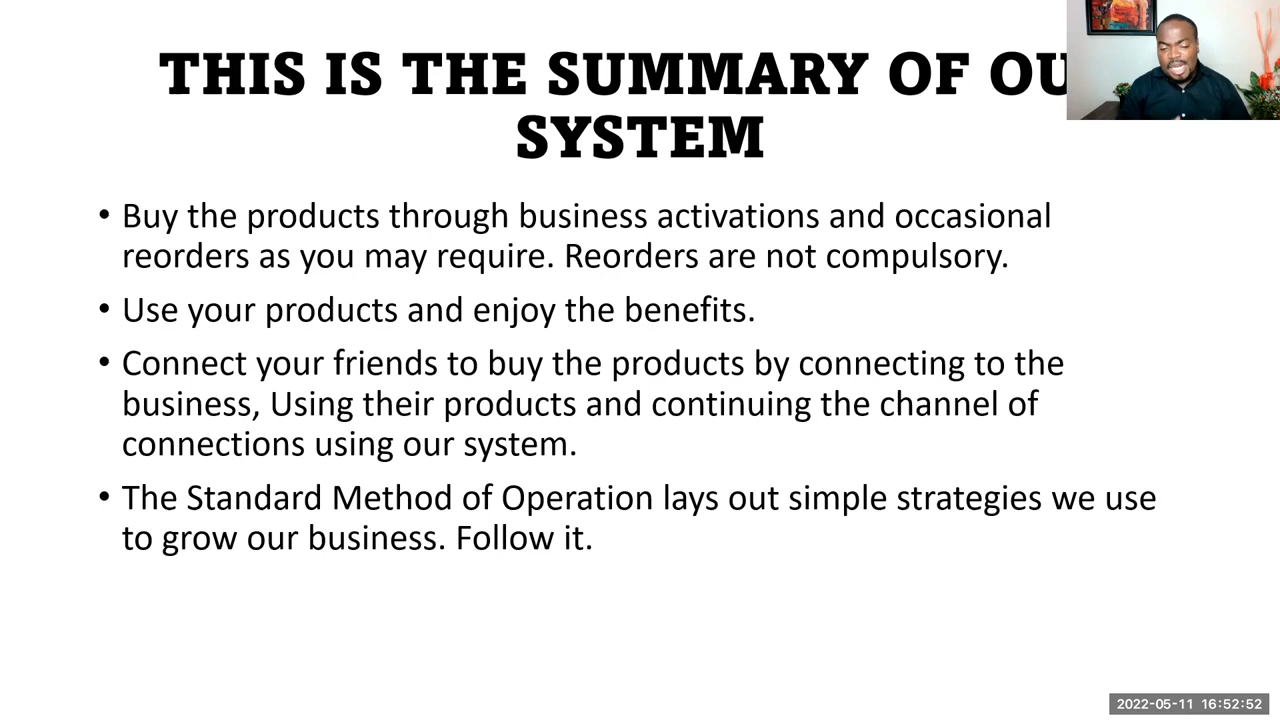 THIS IS THE SUMMARY OF
SYSTEM
• Buy the products through business activations and occasional
reorders as you may require. Reorders are not compulsory.
• Use your products and enjoy the benefits.
• Connect your friends to buy the products by connecting to the
business, Using their products and continuing the channel of
connections using our system.
• The Standard Method of Operation lays out simple strategies we use
to grow our business. Follow it.
2022-05-11 16:52:52